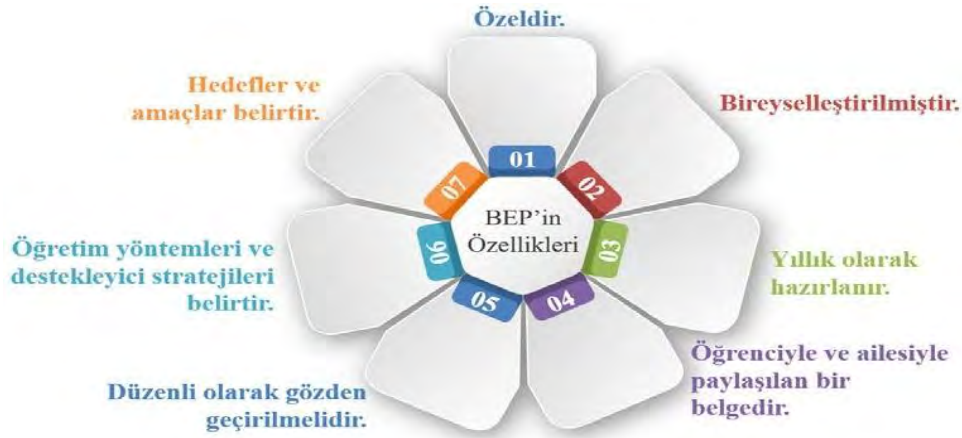 Özeldir.
01
Bireyselleştirilmiştir.
02
Yıllık olarak
hazırlanır.
03
Öğrenciyle ve ailesiyle
paylaşılan bir
belgedir.
04
Düzenli olarak gözden
geçirilmelidir.
05
Öğretim yöntemleri ve
destekleyici stratejileri
belirtir.
06
Hedefler ve
amaçlar belirtir.
07
BEP’in
Özellikleri